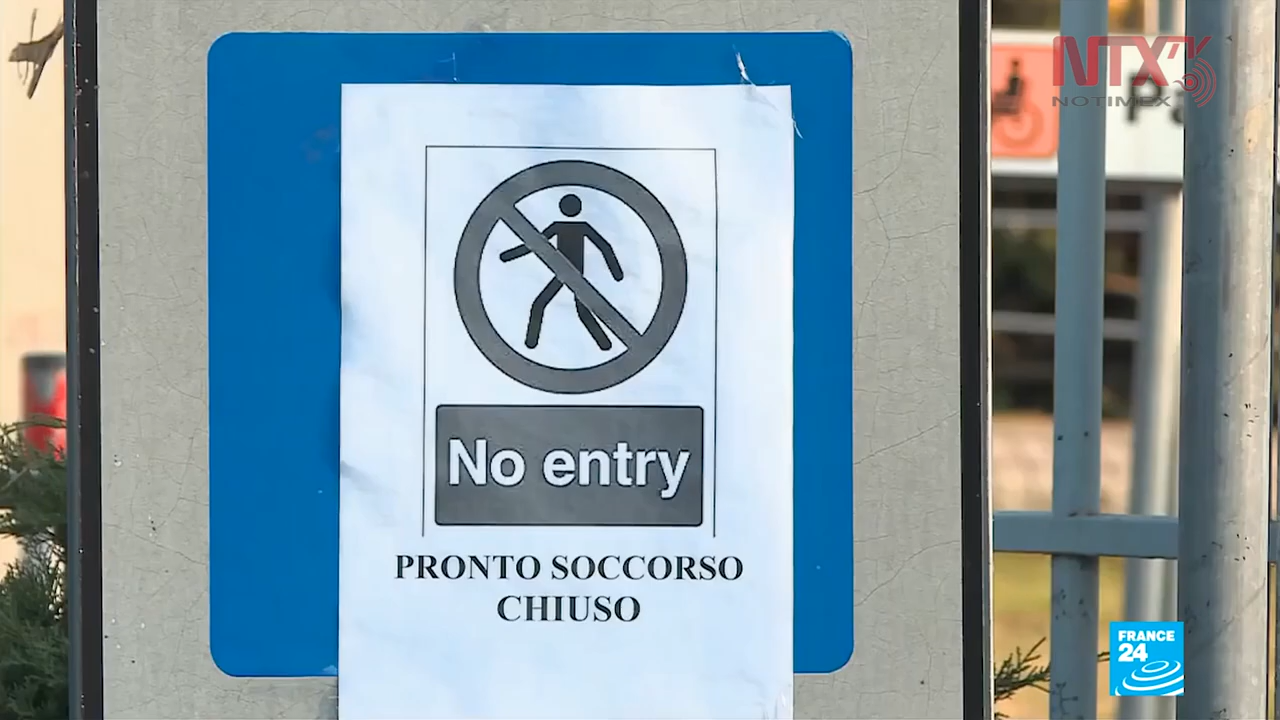 NTX
NOTIMEX
No entry
PRONTO SOCCORSO
CHIUSO
FRANCE
24